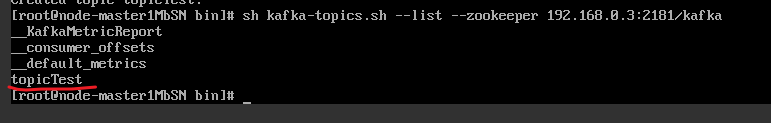 Created topic topicTest.
[root@node-master1MbSN bin]# sh kafka-topics.sh --list --zookeeper 192.168.0.3:2181/kafka
__KafkaMetricReport
__consumer_offsets
__default_metrics
topicTest
[root@node-master1MbSN bin]# _